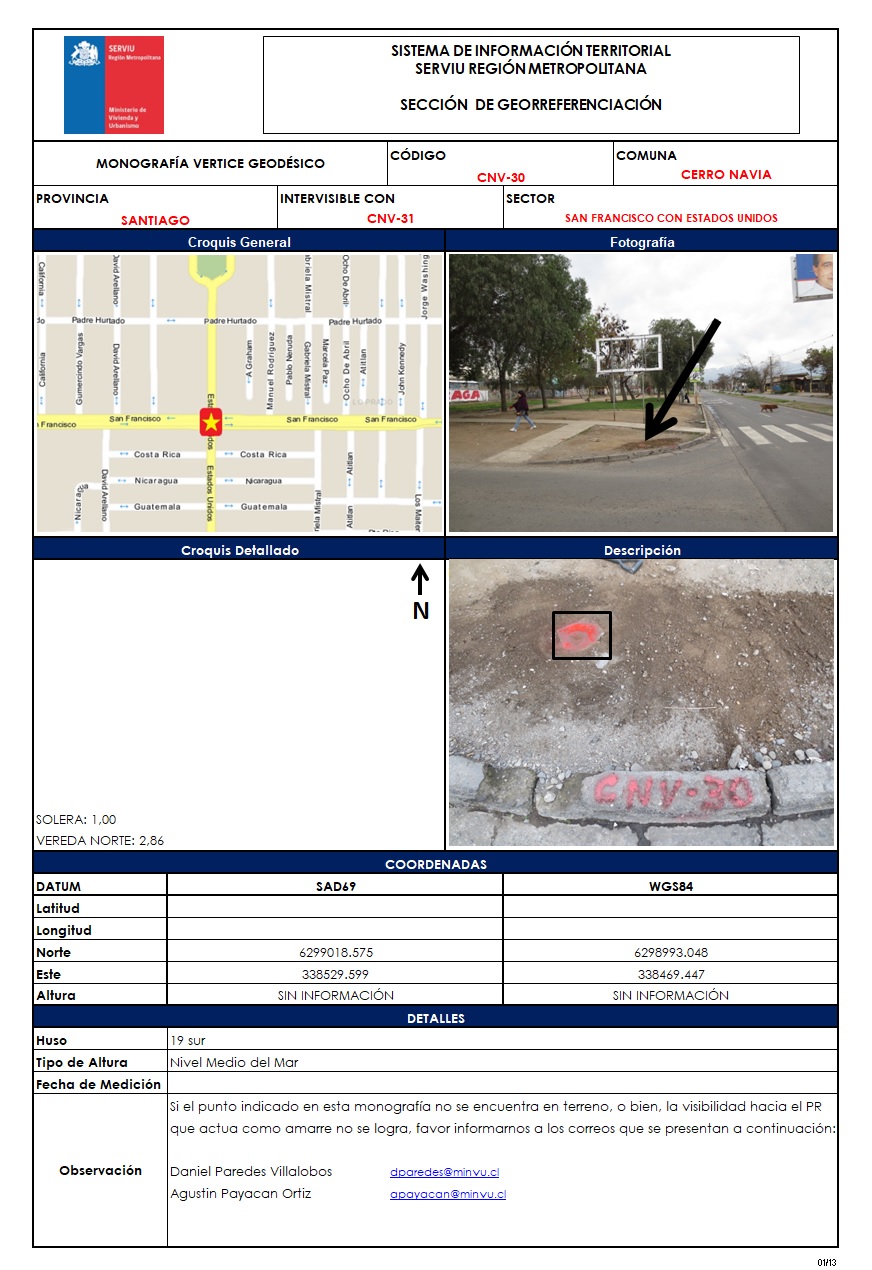 SERVIU
Región Metropolitana
Ministerio de
Vivienda y
Urbanismo
SISTEMA DE INFORMACIÓN TERRITORIAL
SERVIU REGIÓN METROPOLITANA
SECCIÓN DE GEORREFERENCIACIÓN
MONOGRAFÍA VERTICE GEODÉSICO
CÓDIGO
CNV-30
COMUNA
CERRO NAVIA
PROVINCIA
SANTIAGO
INTERVISIBLE CON
CNV-31
SECTOR
SAN FRANCISCO CON ESTADOS UNIDOS
Croquis General
Fotografía
California
David Arellano
Gabriela Mistral
Ocho De Abril
Jorge Washing
Padre Hurtado
Padre Hurtado
Padre Hurtado
California
Gumercindo Vargas
David Arellano
A Graham
Manuel Rodriguez
Pablo Neruda
Gabriela Mistral
Marcela Paz
Ocho De Abril
Atitlan
John Kennedy
LO PRADO
Francisco
San Francisco
San Francisco
San Francisco
Costa Rica
Costa Rica
Nicaragua
Nicaragua
Guatemala
Guatemala
Nicaragua
David Arellano
Estados Unidos
Atitlan
Atitlan
Los Maiter
AGA
Croquis Detallado
Descripción
N
CNV-30
SOLERA: 1,00
VEREDA NORTE: 2,86
COORDENADAS
DATUM SAD69 WGS84
Latitud
Longitud
Norte 6299018.575 6298993.048
Este 338529.599 338469.447
Altura SIN INFORMACIÓN SIN INFORMACIÓN
DETALLES
Huso 19 sur
Tipo de Altura Nivel Medio del Mar
Fecha de Medición
Observación
Si el punto indicado en esta monografía no se encuentra en terreno, o bien, la visibilidad hacia el PR
que actua como amarre no se logra, favor informarnos a los correos que se presentan a continuación:
Daniel Paredes Villalobos dparedes@minvu.cl
Agustin Payacan Ortiz apayacan@minvu.cl
01/13